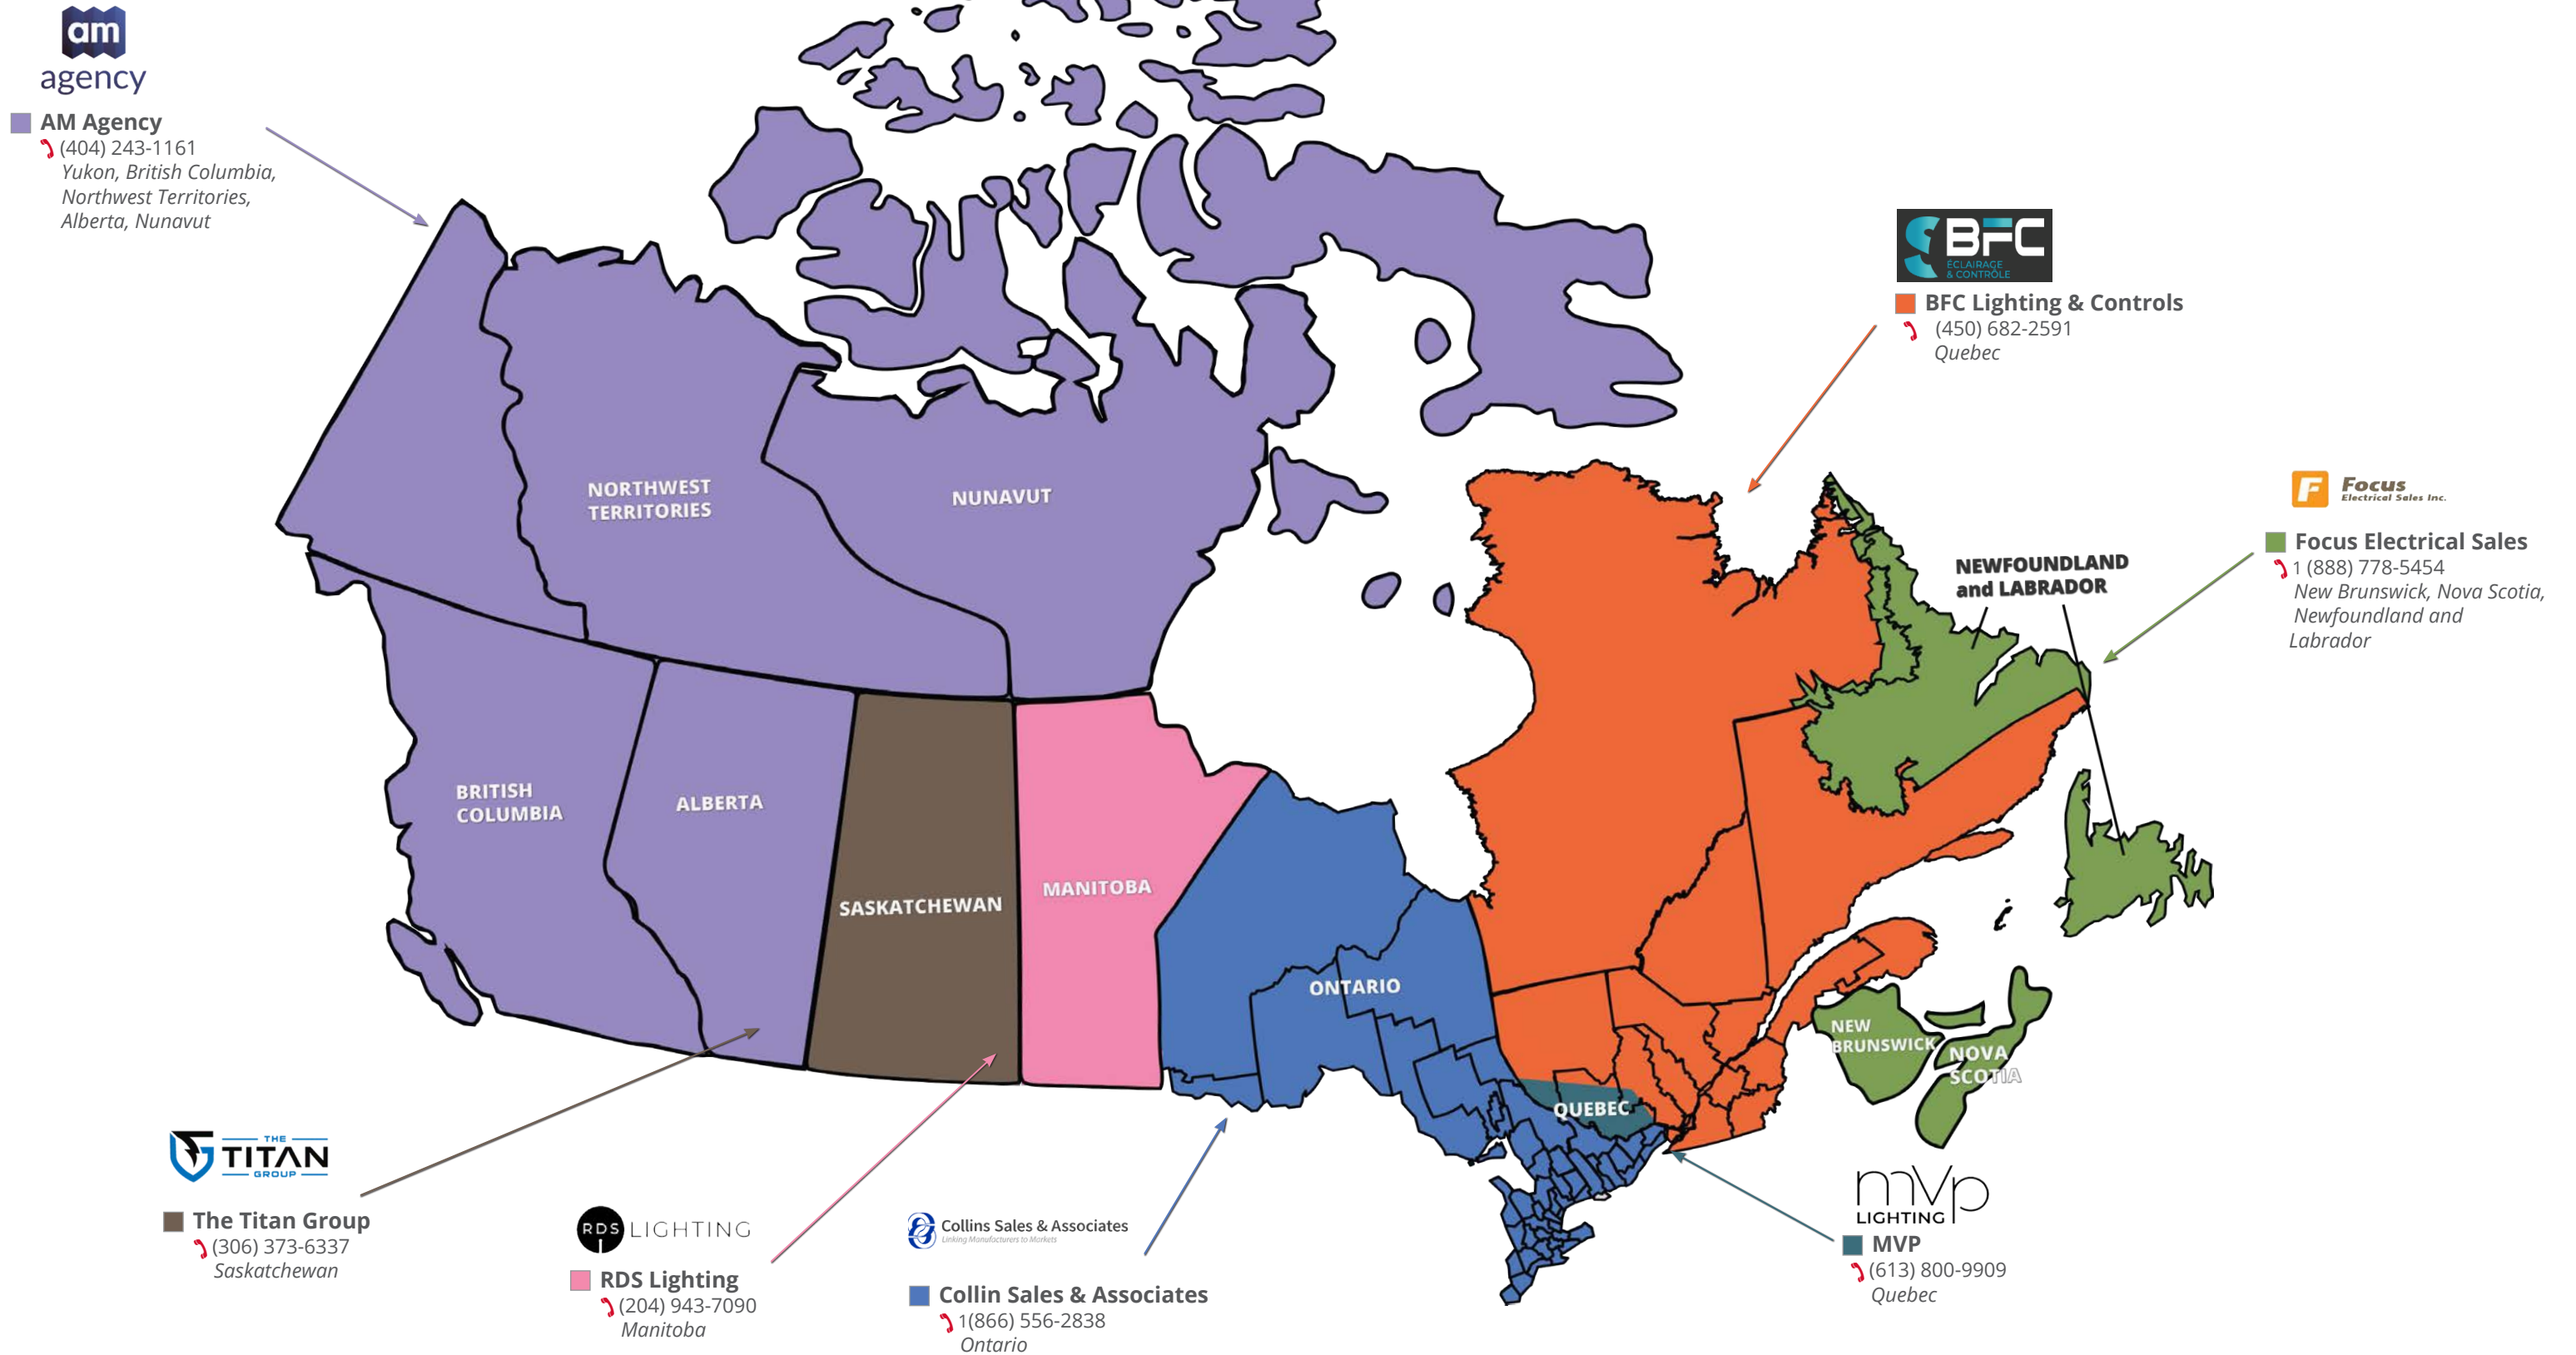 am
agency
AM Agency
(404) 243-1161
Yukon, British Columbia,
Northwest Territories,
Alberta, Nunavut
BFC
ÉCLAIRAGE
& CONTRÔLE
BFC Lighting & Controls
(450) 682-2591
Quebec
F Focus
Electrical Sales Inc.
Focus Electrical Sales
1 (888) 778-5454
New Brunswick, Nova Scotia,
Newfoundland and
Labrador
NORTHWEST
TERRITORIES
NUNAVUT
NEWFOUNDLAND
and LABRADOR
BRITISH
COLUMBIA
ALBERTA
SASKATCHEWAN
MANITOBA
ONTARIO
QUEBEC
NEW
BRUNSWICK
NOVA
SCOTIA
THE
TITAN
GROUP
The Titan Group
(306) 373-6337
Saskatchewan
RDS LIGHTING
RDS Lighting
(204) 943-7090
Manitoba
Collins Sales & Associates
Linking Manufacturers to Markets
Collin Sales & Associates
1(866) 556-2838
Ontario
mvp
LIGHTING
MVP
(613) 800-9909
Quebec